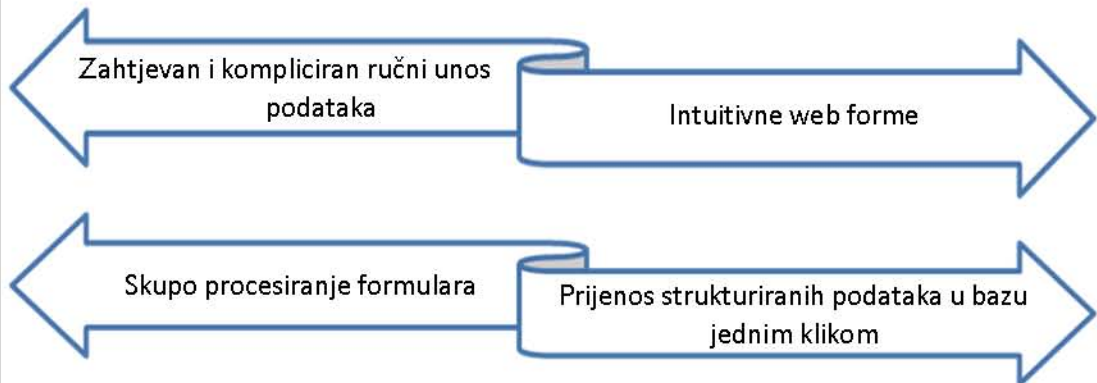 Zahtjevan i kompliciran ručni unos
podataka
Intuitivne web forme
Skupo procesiranje formulara
Prijenos strukturiranih podataka u bazu
jednim klikom